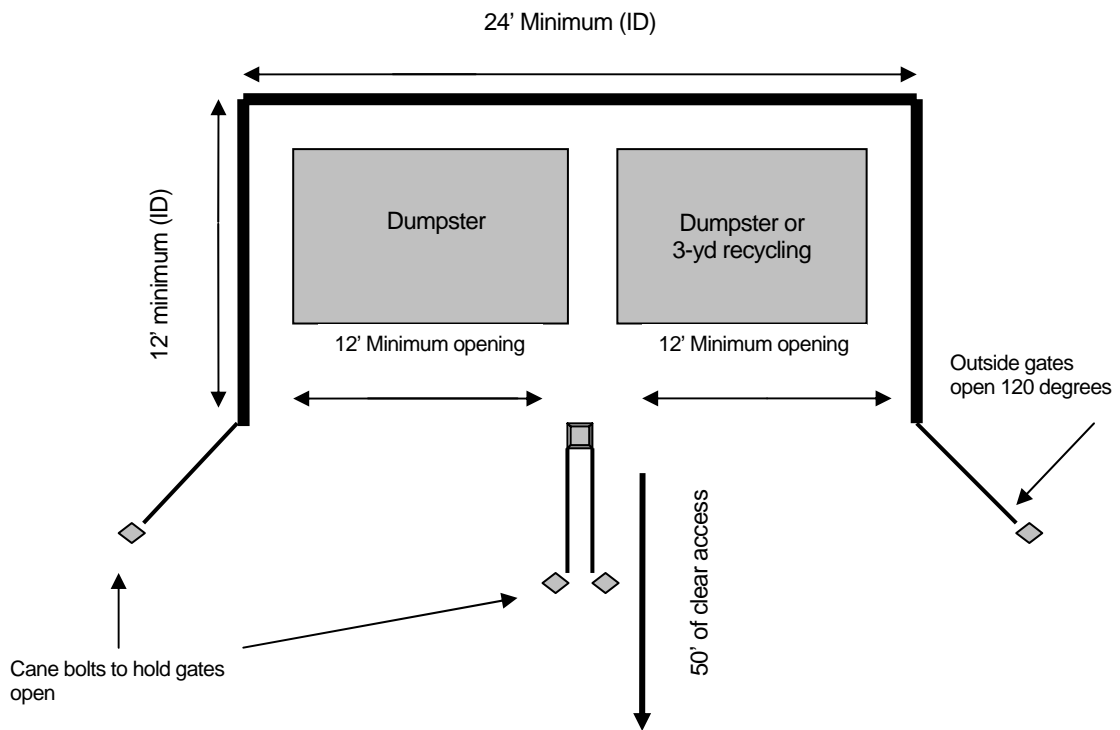 24' Minimum (ID)
12' minimum (ID)
Dumpster
Dumpster or
3-yd recycling
12' Minimum opening
12' Minimum opening
Outside gates
open 120 degrees
50' of clear access
Cane bolts to hold gates
open